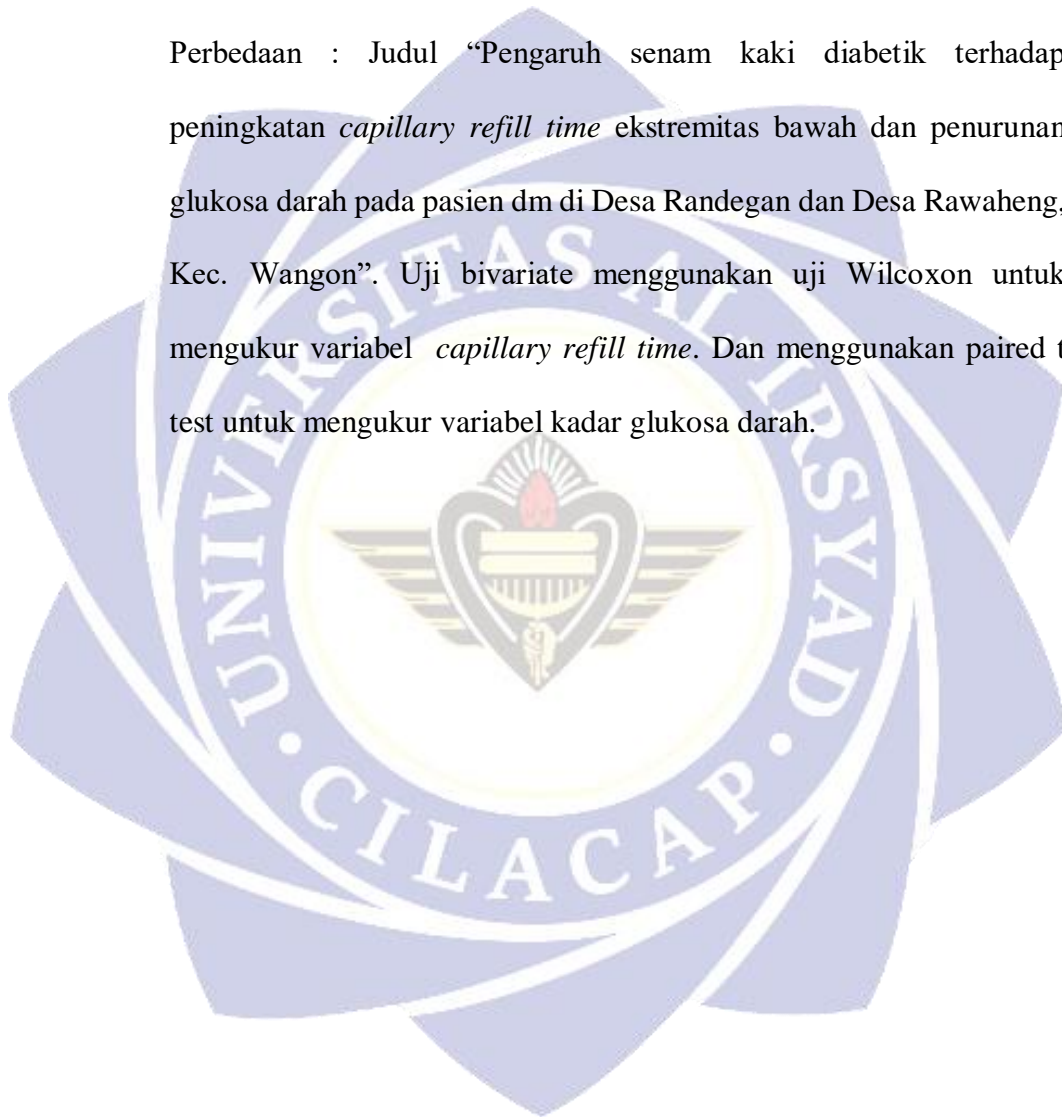 Perbedaan : Judul “Pengaruh senam kaki diabetik terhadap
peningkatan capillary refill time ekstremitas bawah dan penurunan
glukosa darah pada pasien dm di Desa Randegan dan Desa Rawaheng,
Kec. Wangon”. Uji bivariate menggunakan uji Wilcoxon untuk
mengukur variabel capillary refill time. Dan menggunakan paired t
test untuk mengukur variabel kadar glukosa darah.
UNIVERSITAS AL-IRSYAD
• CILACAP •